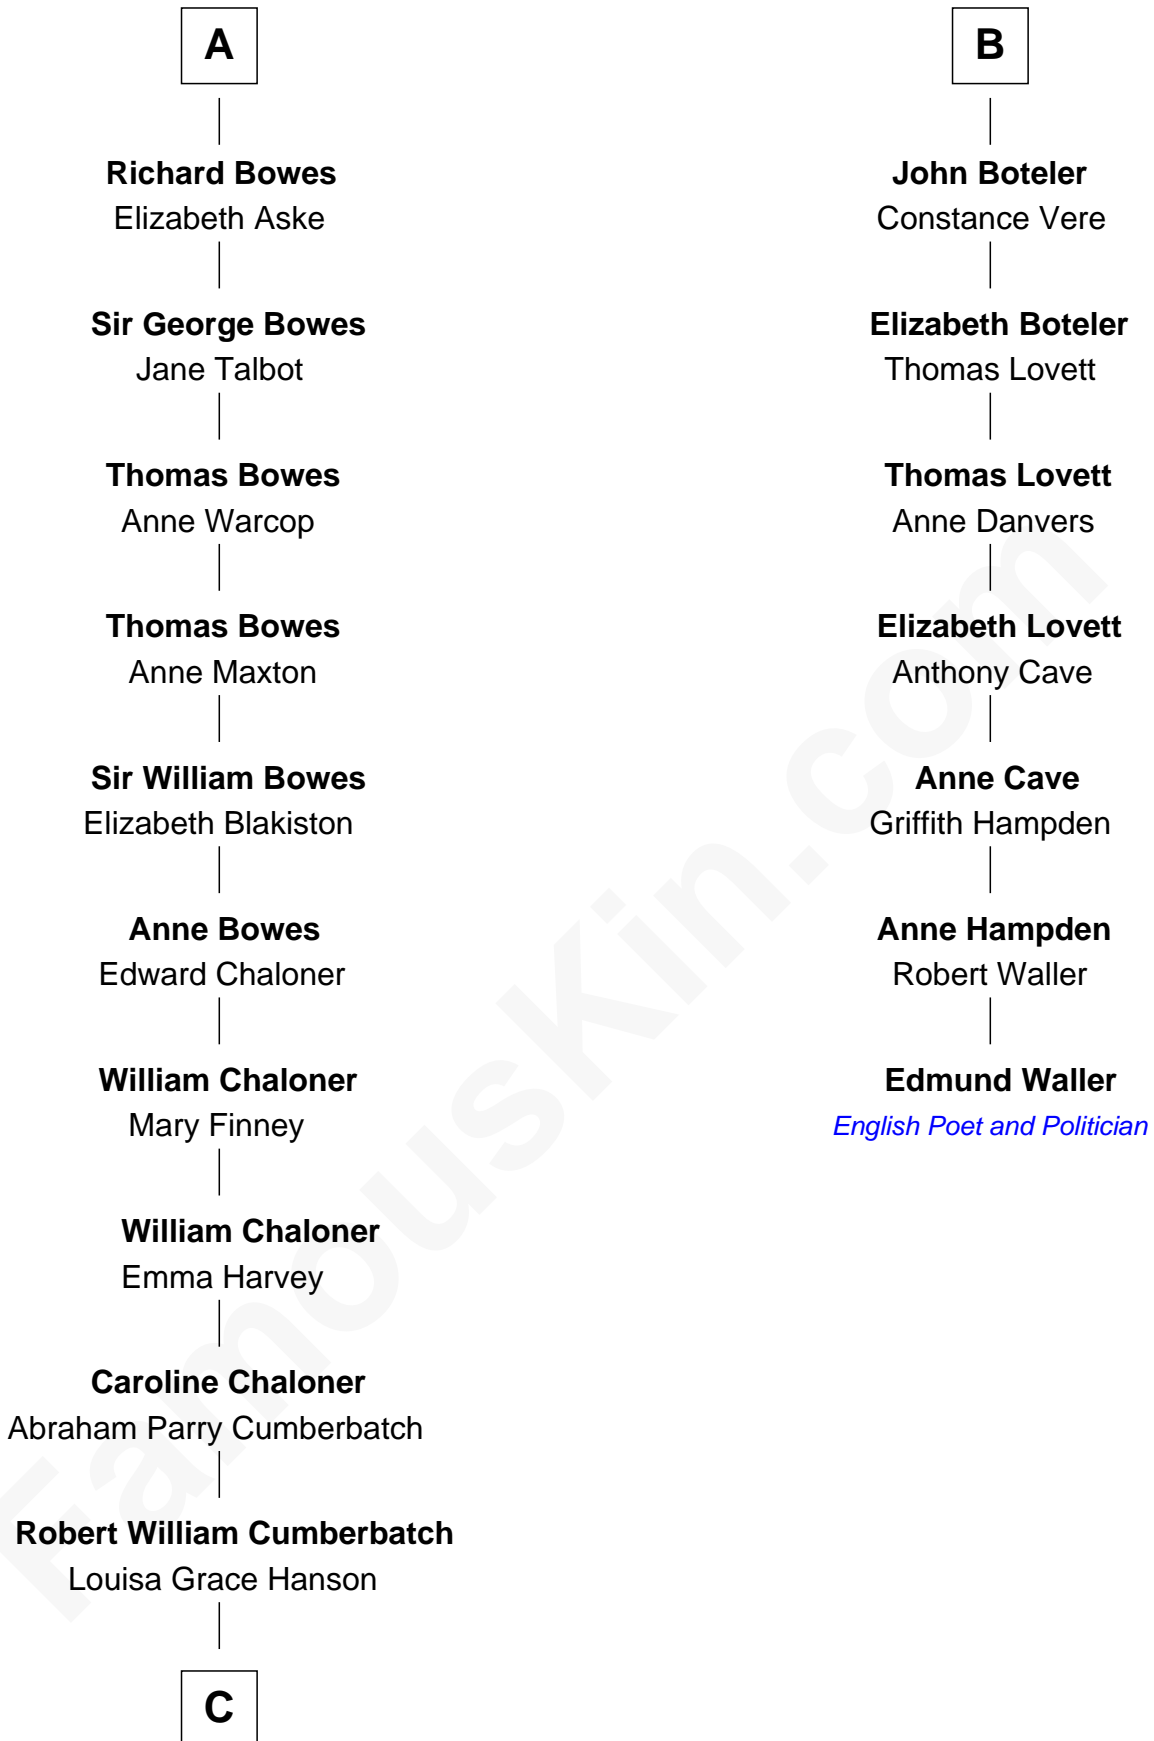 A
Richard Bowes
Elizabeth Aske
Sir George Bowes
Jane Talbot
Thomas Bowes
Anne Warcop
Thomas Bowes
Anne Maxton
Sir William Bowes
Elizabeth Blakiston
Anne Bowes
Edward Chaloner
William Chaloner
Mary Finney
William Chaloner
Emma Harvey
Caroline Chaloner
Abraham Parry Cumberbatch
Robert William Cumberbatch
Louisa Grace Hanson
C
B
John Boteler
Constance Vere
Elizabeth Boteler
Thomas Lovett
Thomas Lovett
Anne Danvers
Elizabeth Lovett
Anthony Cave
Anne Cave
Griffith Hampden
Anne Hampden
Robert Waller
Edmund Waller
English Poet and Politician
FamousKin.com